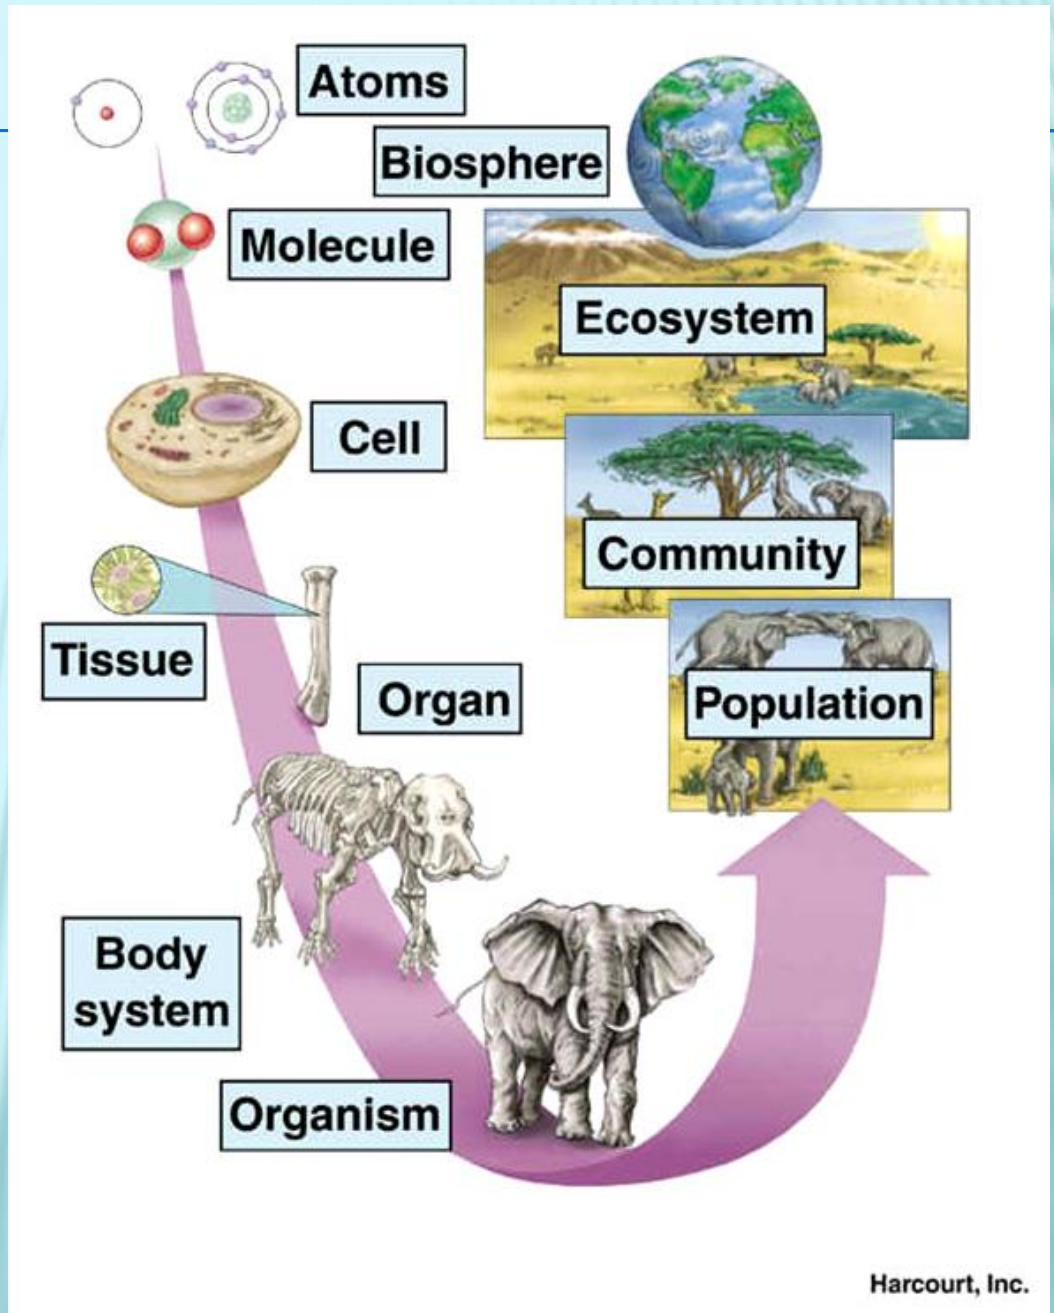 Atoms
Biosphere
Molecule
Ecosystem
Cell
Community
Tissue
Organ
Population
Body
system
Organism
Harcourt, Inc.